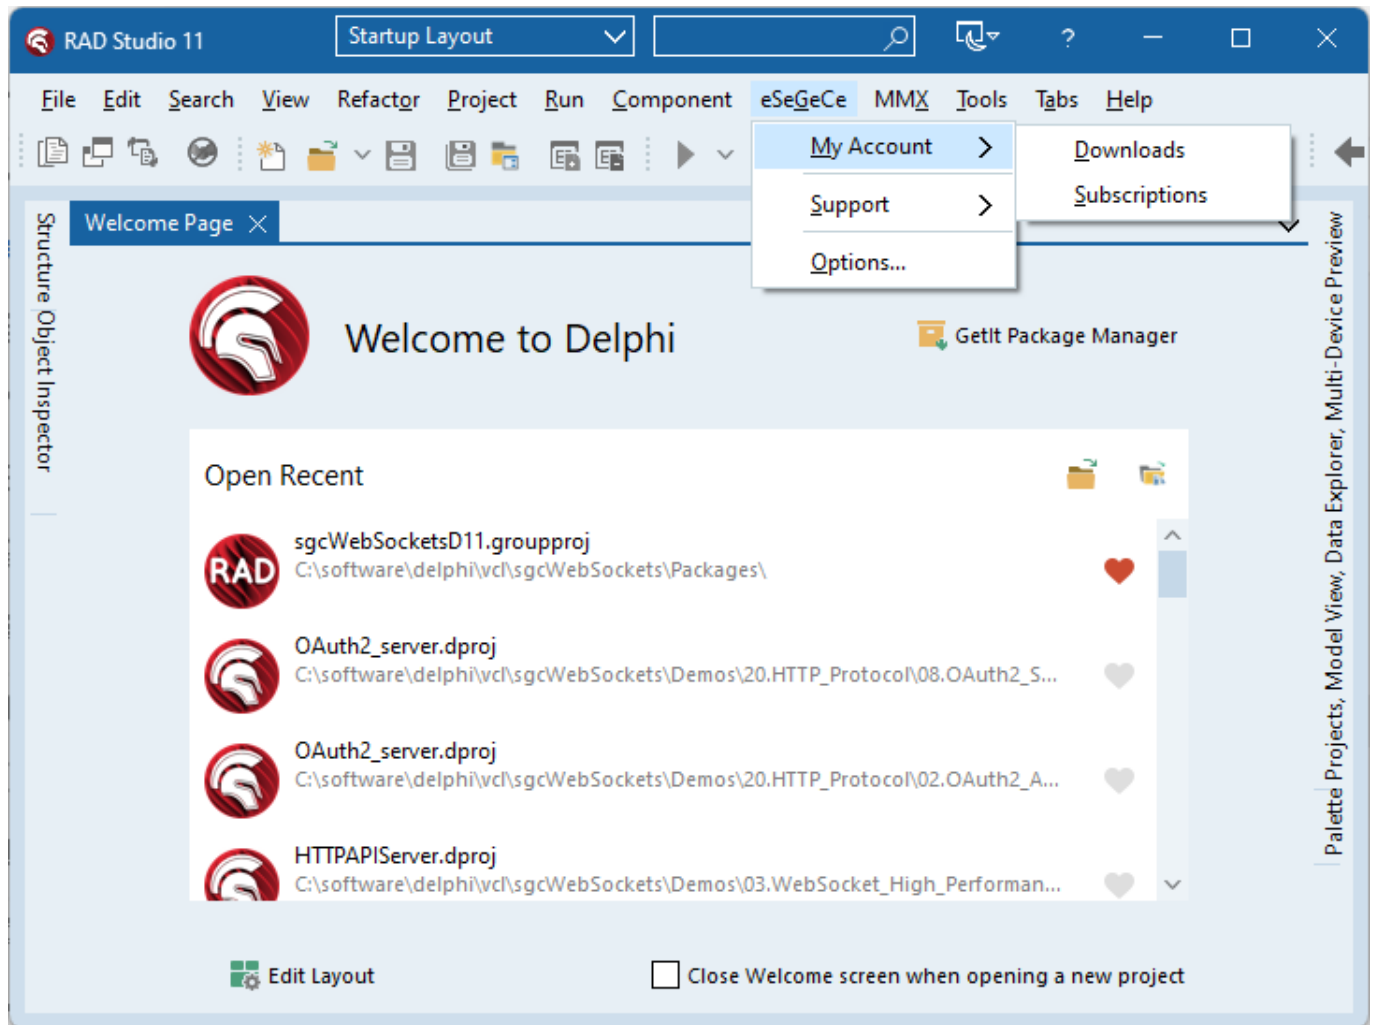 RAD Studio 11
Startup Layout
?
File Edit Search View Refactor Project Run Component eSeGeCe MMX Tools Tabs Help
My Account
Downloads
Subscriptions
Support
Options...
Structure
Object Inspector
Welcome Page
Welcome to Delphi
GetIt Package Manager
Open Recent
RAD
sgcWebSocketsD11.groupproj
C:\software\delphi\vcl\sgcWebSockets\Packages\
OAuth2_server.dproj
C:\software\delphi\vcl\sgcWebSockets\Demos\20.HTTP_Protocol\08.OAuth2_S...
OAuth2_server.dproj
C:\software\delphi\vcl\sgcWebSockets\Demos\20.HTTP_Protocol\02.OAuth2_A...
HTTPAPIServer.dproj
C:\software\delphi\vcl\sgcWebSockets\Demos\03.WebSocket_High_Performan...
Edit Layout
Close Welcome screen when opening a new project
Projects, Model View, Data Explorer, Multi-Device Preview
Palette